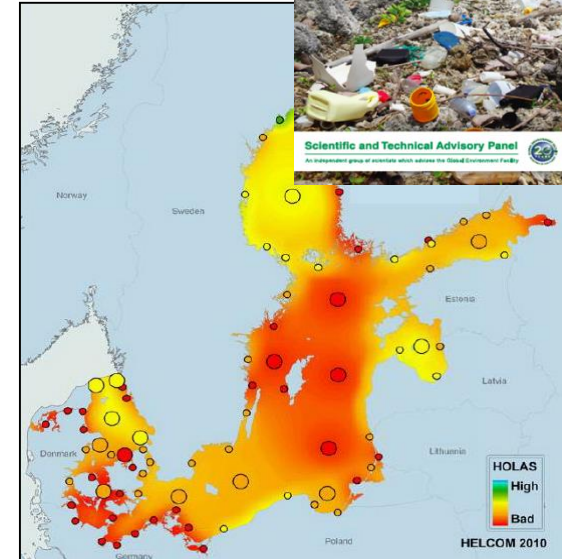 Scientific and Technical Advisory Panel
An independent group of scientists which advises the Global Environment Facility
Norway
Sweden
Estonia
Latvia
Denmark
Lithuania
HOLAS
High
Bad
Germany
Poland
HELCOM 2010